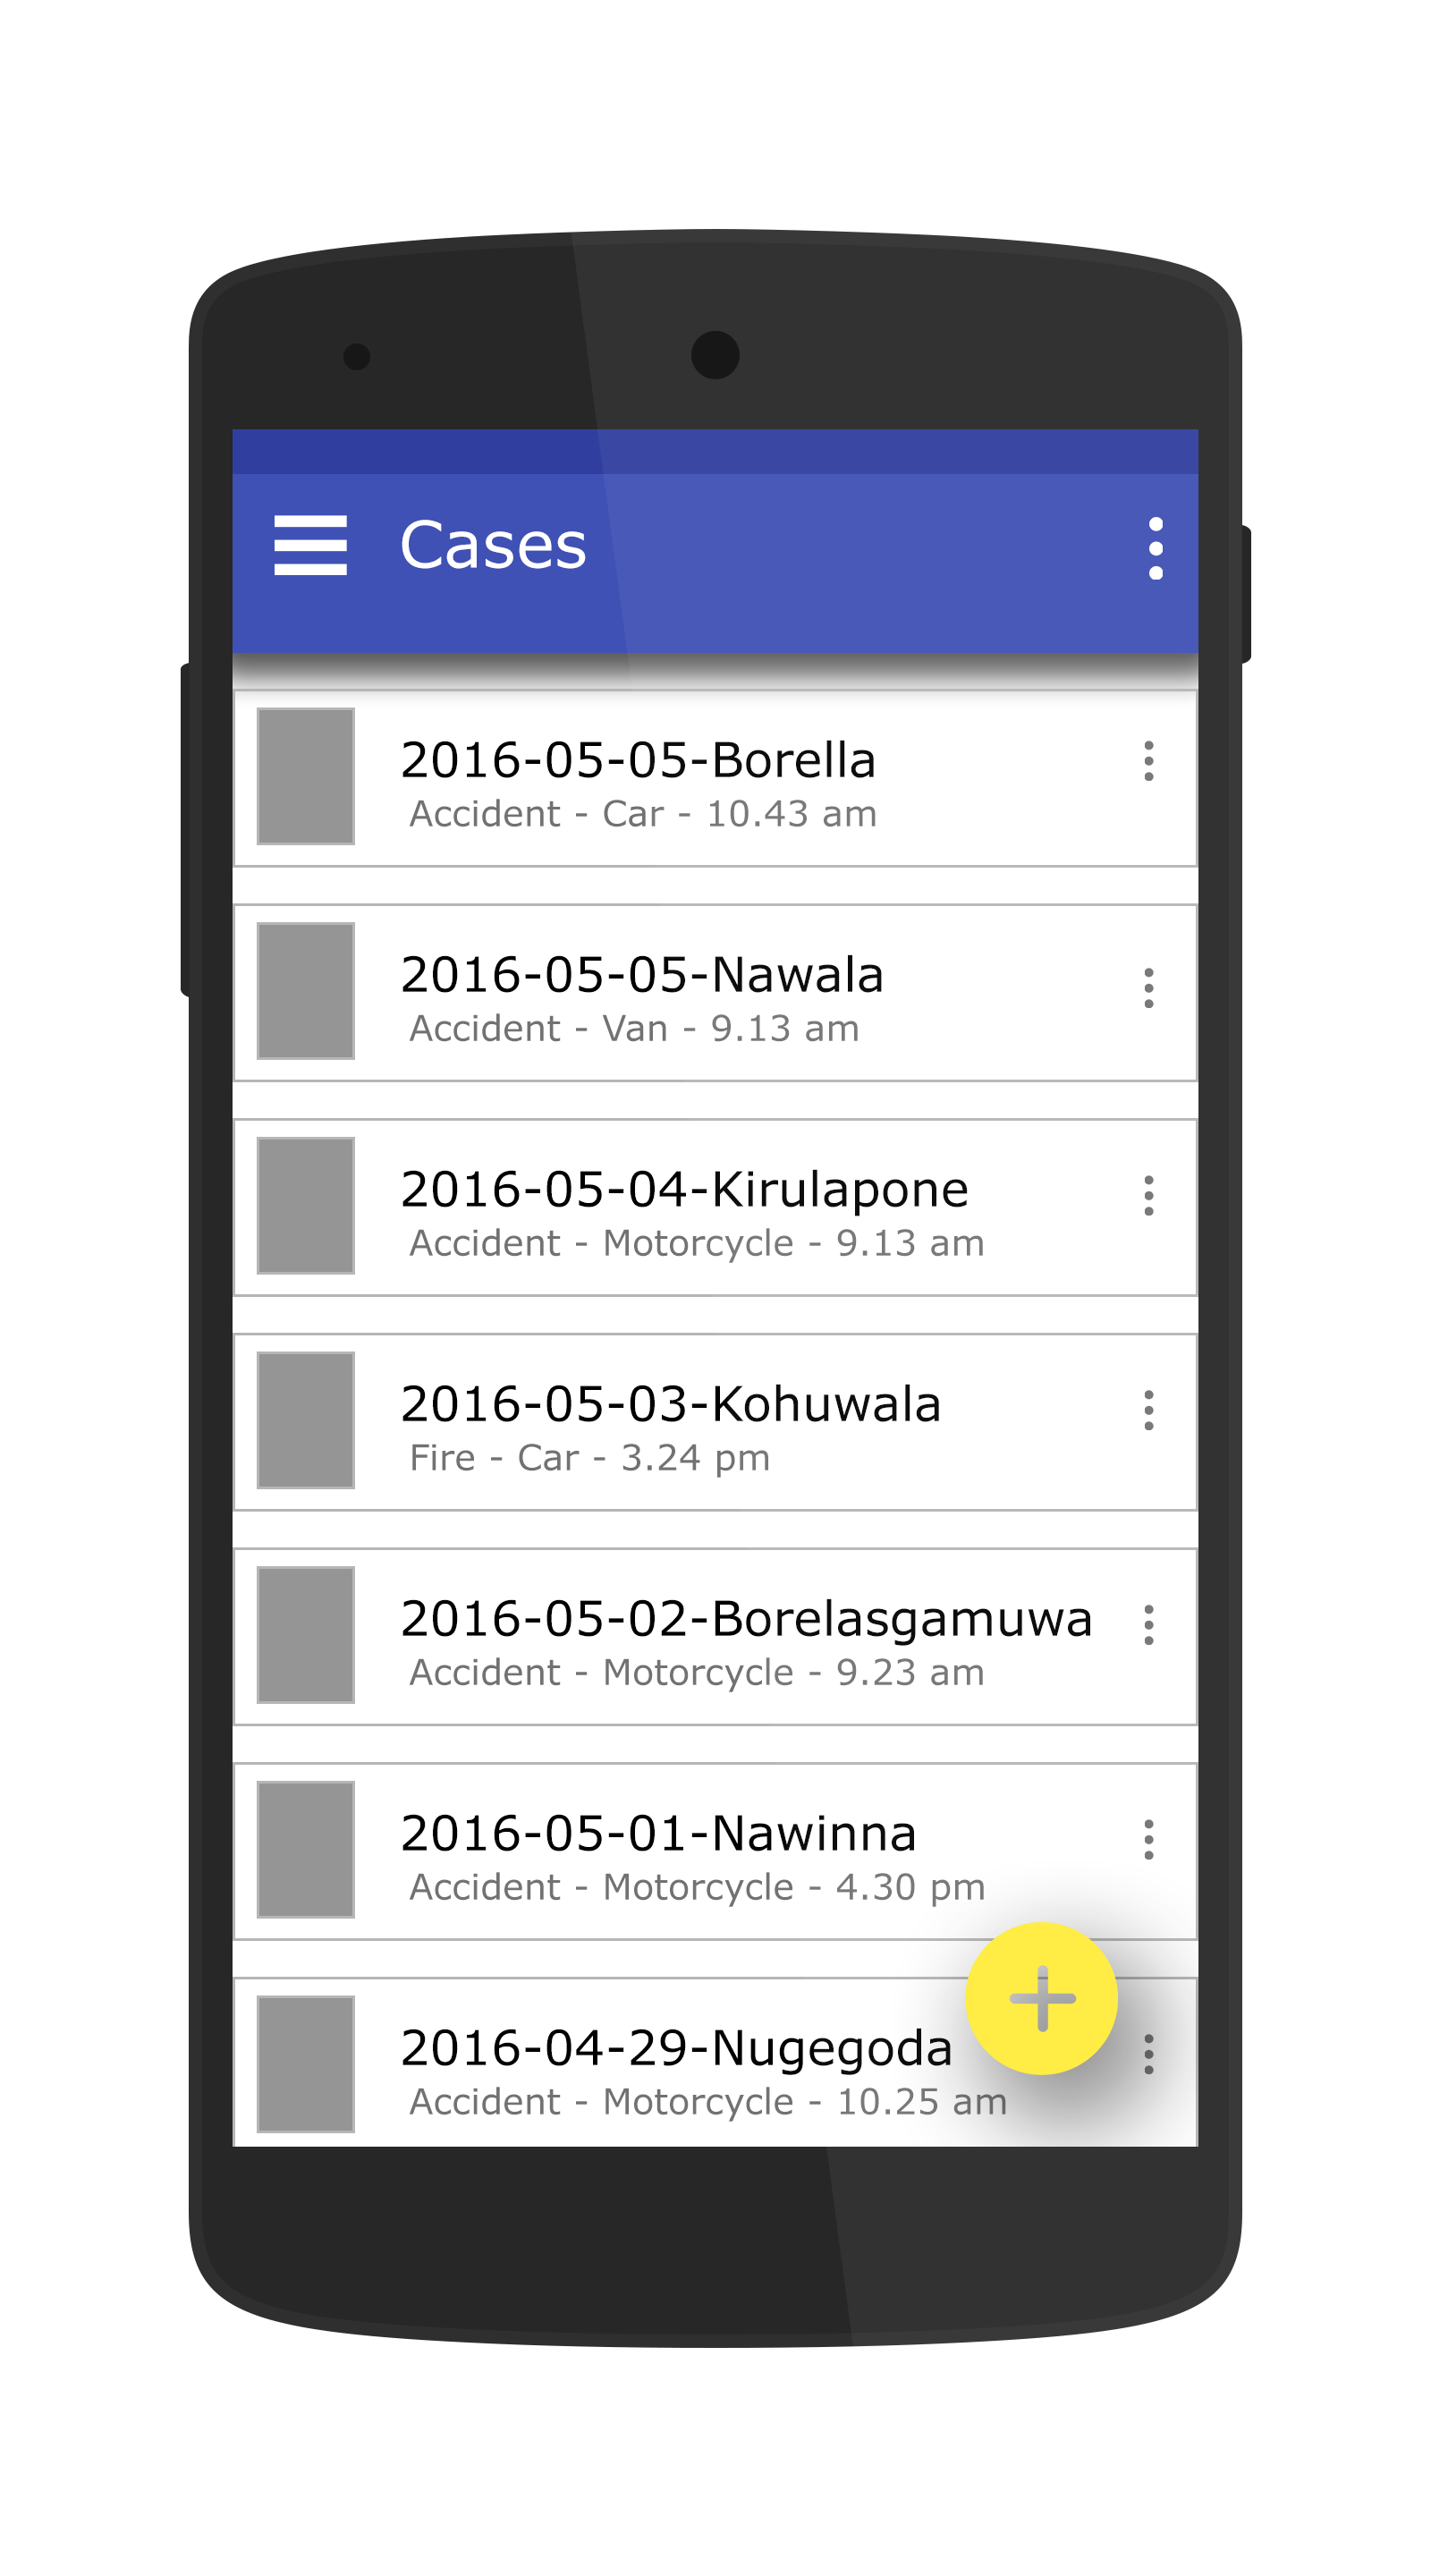 Cases
2016-05-05-Borella
Accident - Car - 10.43 am
2016-05-05-Nawala
Accident - Van - 9.13 am
2016-05-04-Kirulapone
Accident - Motorcycle - 9.13 am
2016-05-03-Kohuwala
Fire - Car - 3.24 pm
2016-05-02-Borelasgamuwa
Accident - Motorcycle - 9.23 am
2016-05-01-Nawinna
Accident - Motorcycle - 4.30 pm
2016-04-29-Nugegoda
Accident - Motorcycle - 10.25 am